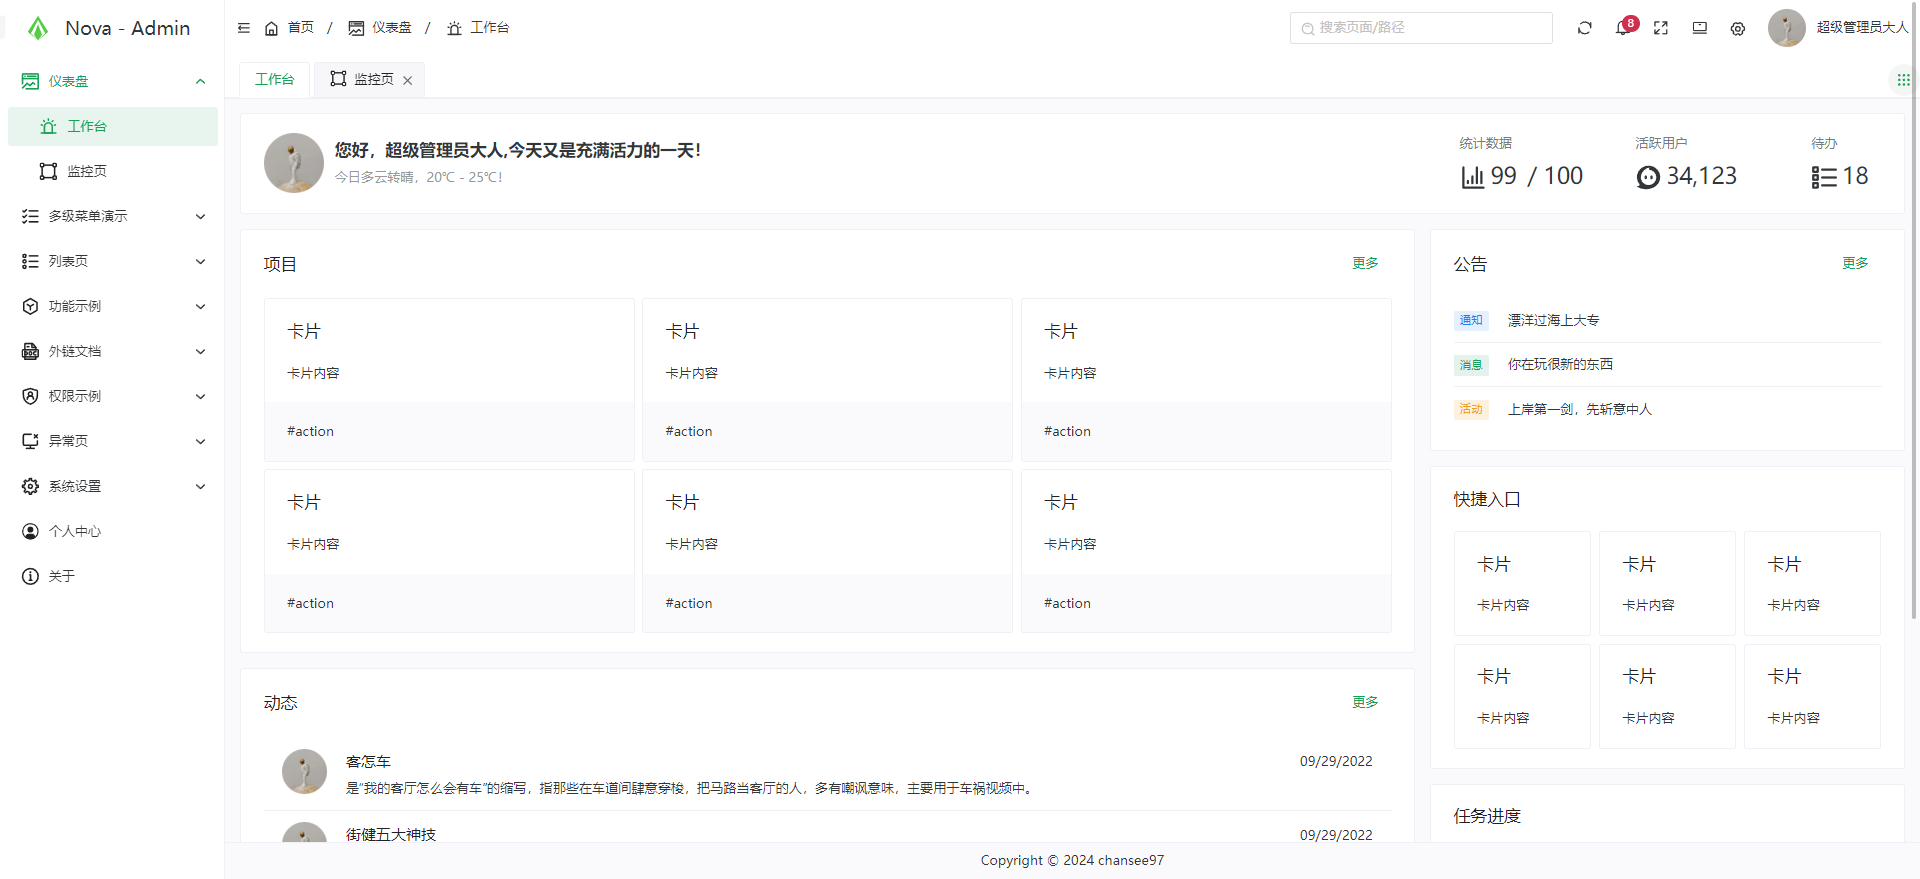 Nova - Admin
仪表盘
工作台
监控页
多级菜单演示
列表页
功能示例
外链文档
权限示例
异常页
系统设置
个人中心
关于
首页 / 仪表盘 / 工作台
搜索页面/路径
8
超级管理员大人
工作台
监控页
您好，超级管理员大人,今天又是充满活力的一天！
今日多云转晴，20℃ - 25℃！
统计数据
99 / 100
活跃用户
34,123
待办
18
项目
更多
卡片
卡片内容
#action
卡片
卡片内容
#action
卡片
卡片内容
#action
卡片
卡片内容
#action
卡片
卡片内容
#action
卡片
卡片内容
#action
动态
更多
客怎车
09/29/2022
是“我的客厅怎么会有车”的缩写，指那些在车道间肆意穿梭，把马路当客厅的人，多有嘲讽意味，主要用于车祸视频中。
街健五大神技
09/29/2022
公告
更多
通知 漂洋过海上大专
消息 你在玩很新的东西
活动 上岸第一剑，先斩意中人
快捷入口
卡片
卡片内容
卡片
卡片内容
卡片
卡片内容
卡片
卡片内容
卡片
卡片内容
卡片
卡片内容
任务进度
Copyright © 2024 chansee97